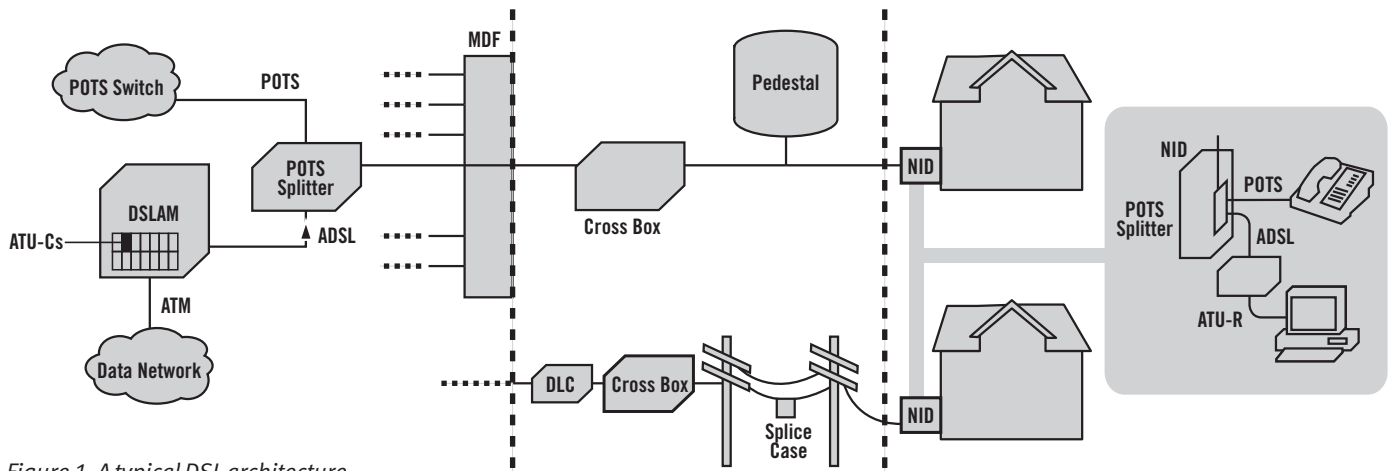 MDF
POTS Switch
POTS
Pedestal
NID
POTS
Splitter
DSLAM
ATU-Cs
ADSL
Cross Box
ATM
Data Network
NID
POTS
POTS
Splitter
ADSL
ATU-R
DLC
Cross Box
Splice
Case
NID
Figure 1. A typical DSL architecture